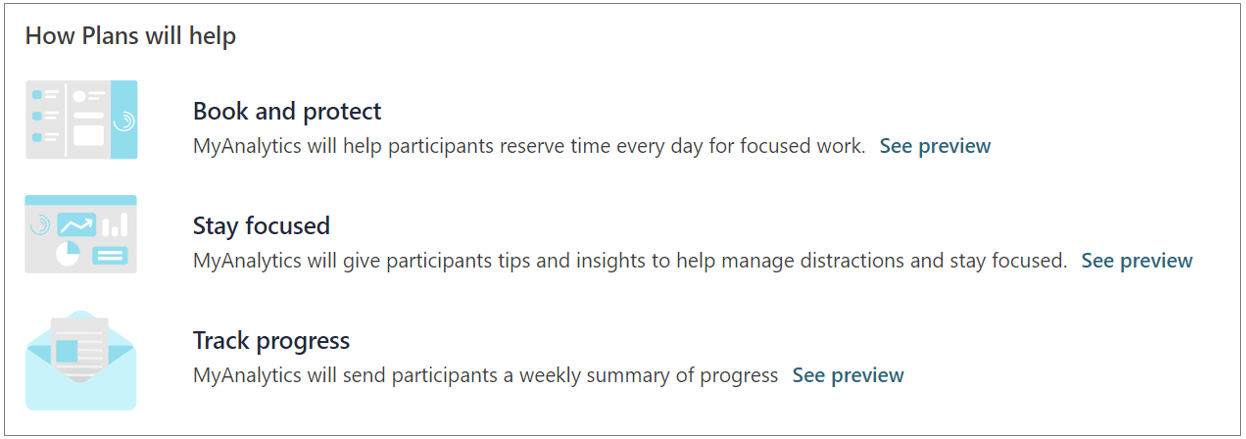 How Plans will help
Book and protect
MyAnalytics will help participants reserve time every day for focused work. See preview
Stay focused
MyAnalytics will give participants tips and insights to help manage distractions and stay focused. See preview
Track progress
MyAnalytics will send participants a weekly summary of progress See preview